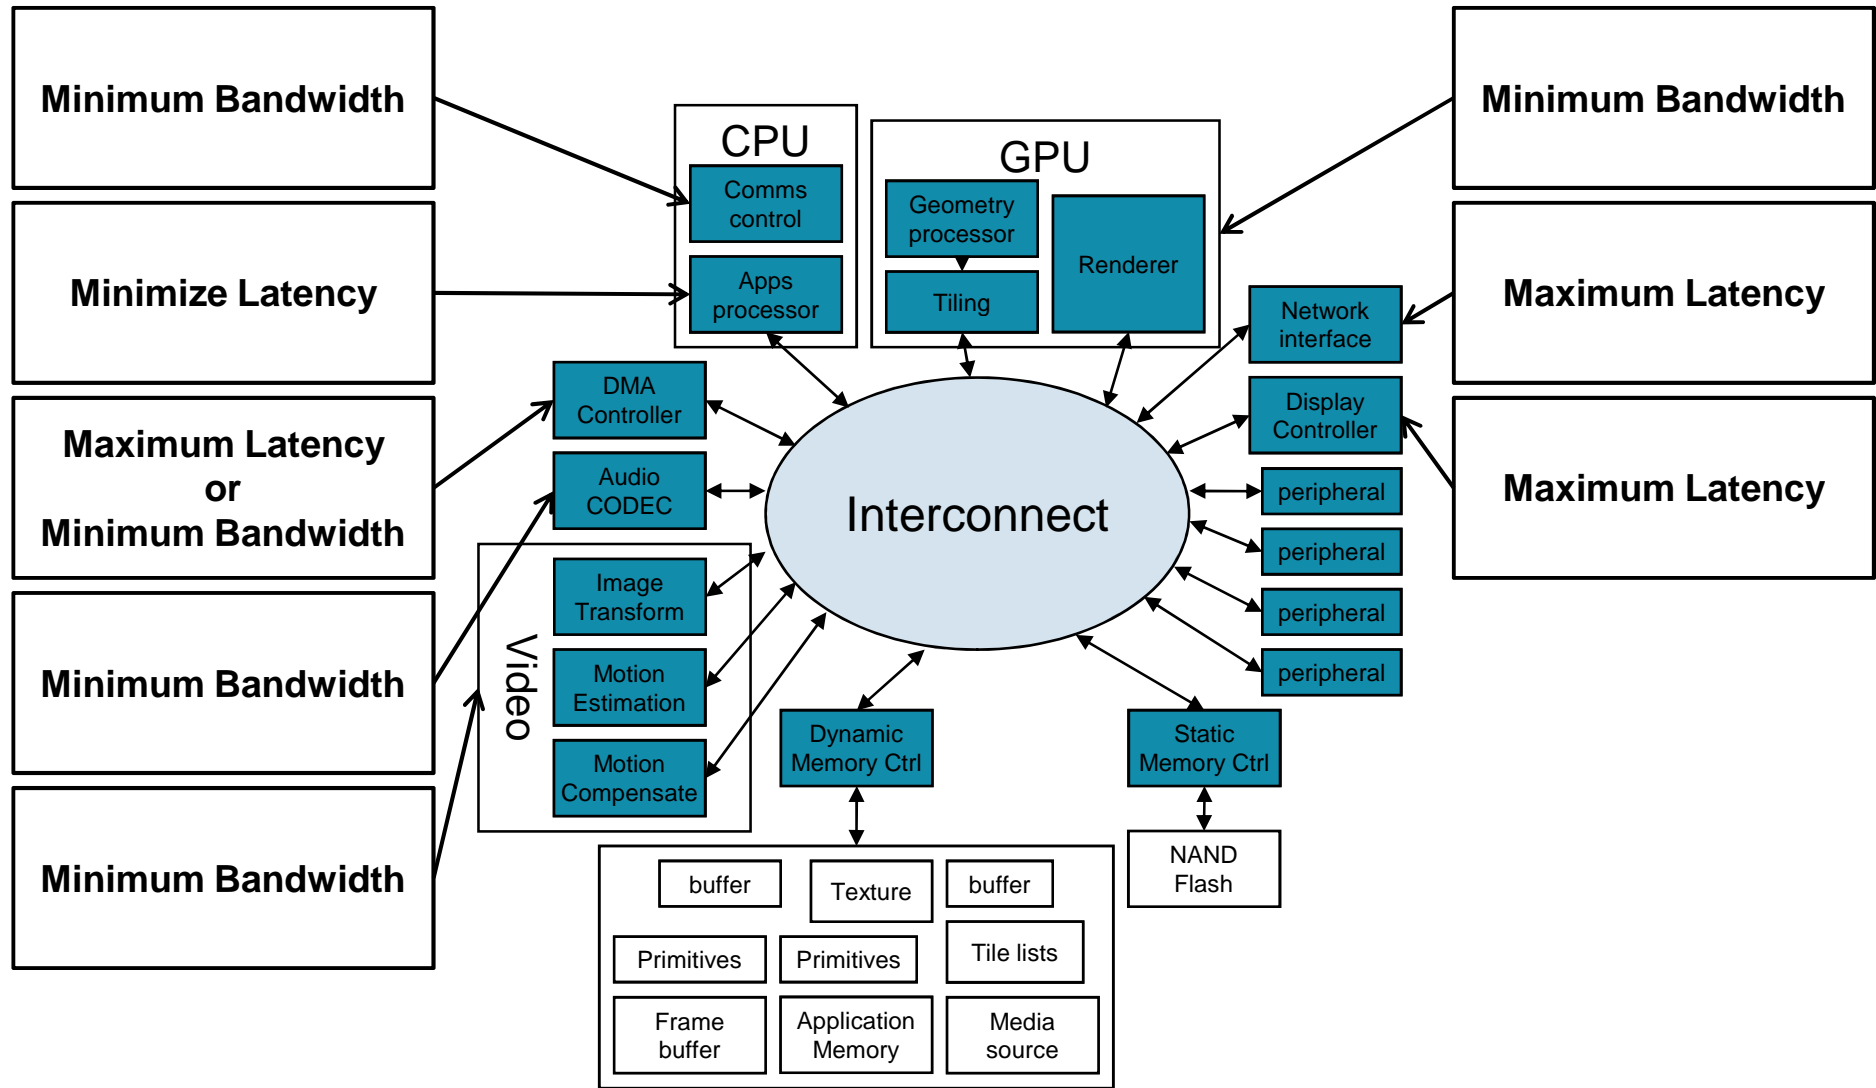 Minimum Bandwidth
Minimize Latency
Maximum Latency
or
Minimum Bandwidth
Minimum Bandwidth
Minimum Bandwidth
CPU
Comms
control
Apps
processor
GPU
Geometry
processor
Tiling
Renderer
DMA
Controller
Audio
CODEC
Video
Image
Transform
Motion
Estimation
Motion
Compensate
Interconnect
Network
interface
Display
Controller
peripheral
peripheral
peripheral
peripheral
Dynamic
Memory Ctrl
Static
Memory Ctrl
NAND
Flash
buffer
Texture
buffer
Primitives
Primitives
Tile lists
Frame
buffer
Application
Memory
Media
source
Minimum Bandwidth
Maximum Latency
Maximum Latency